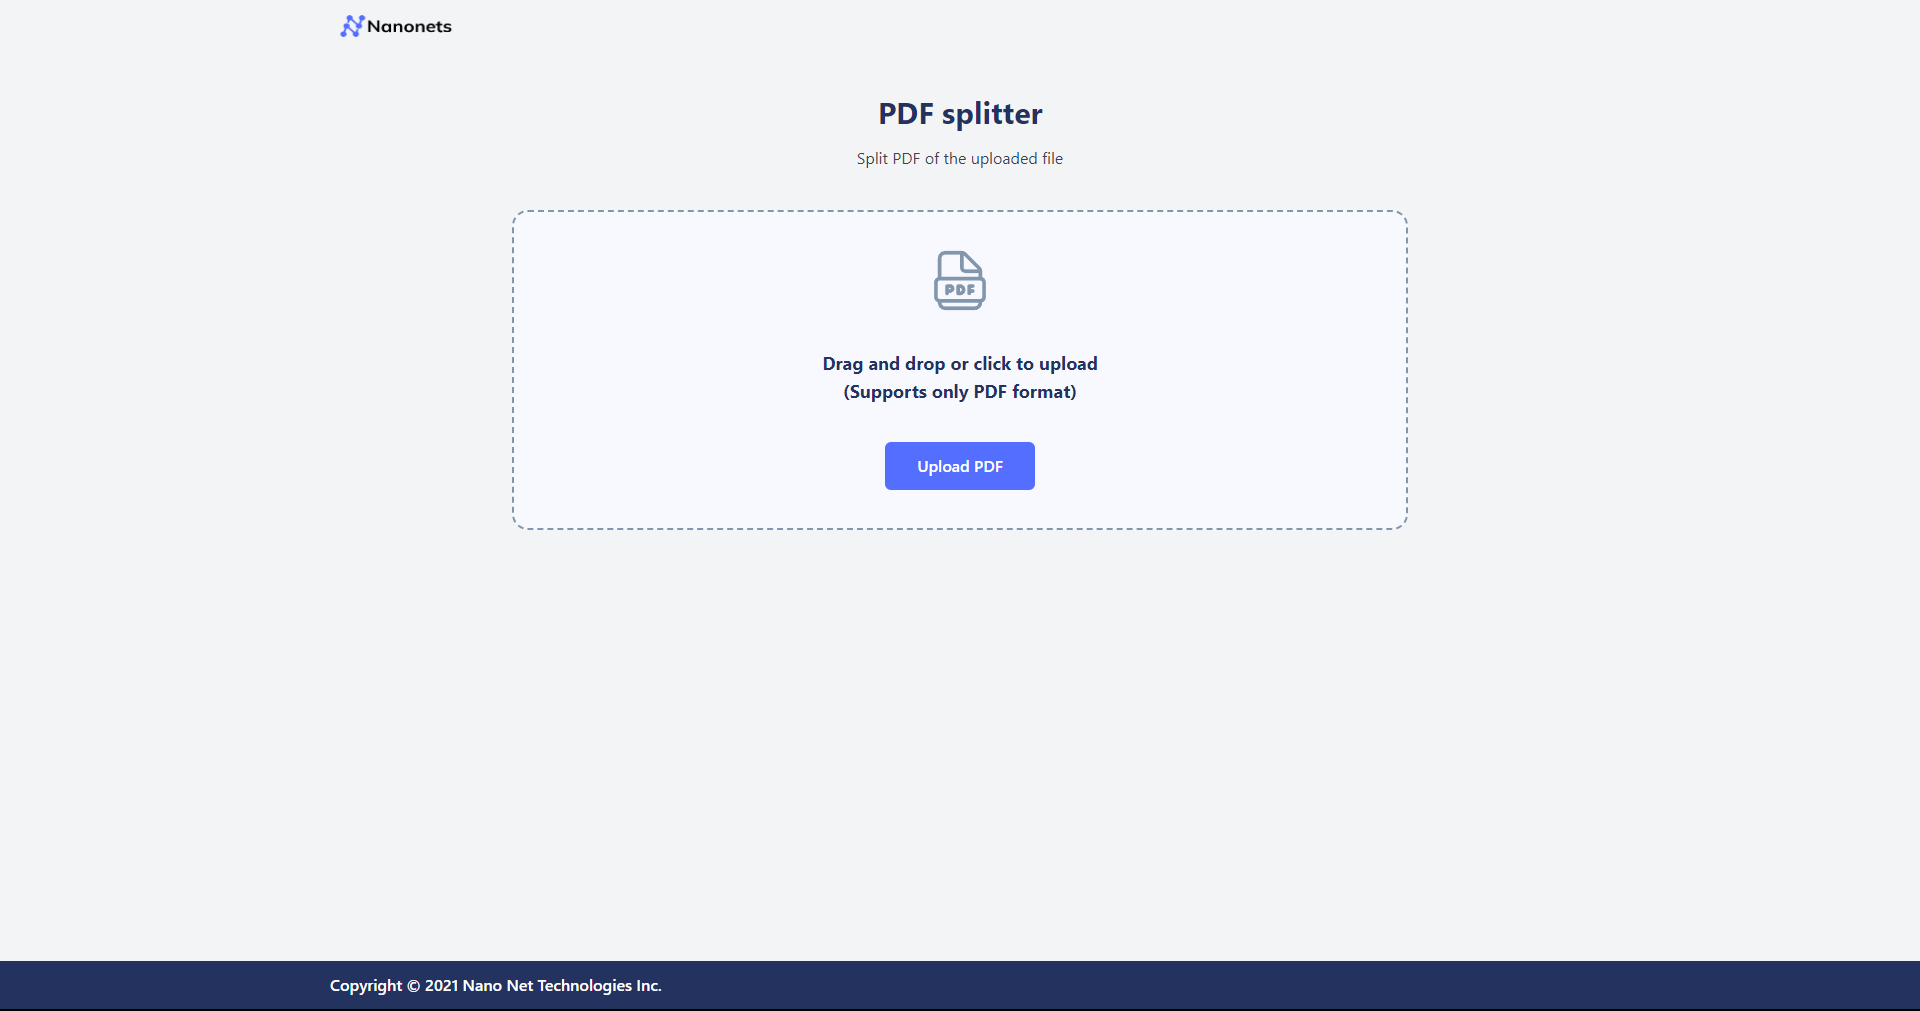 Nanonets
PDF splitter
Split PDF of the uploaded file
PDF
Drag and drop or click to upload
(Supports only PDF format)
Upload PDF
Copyright © 2021 Nano Net Technologies Inc.